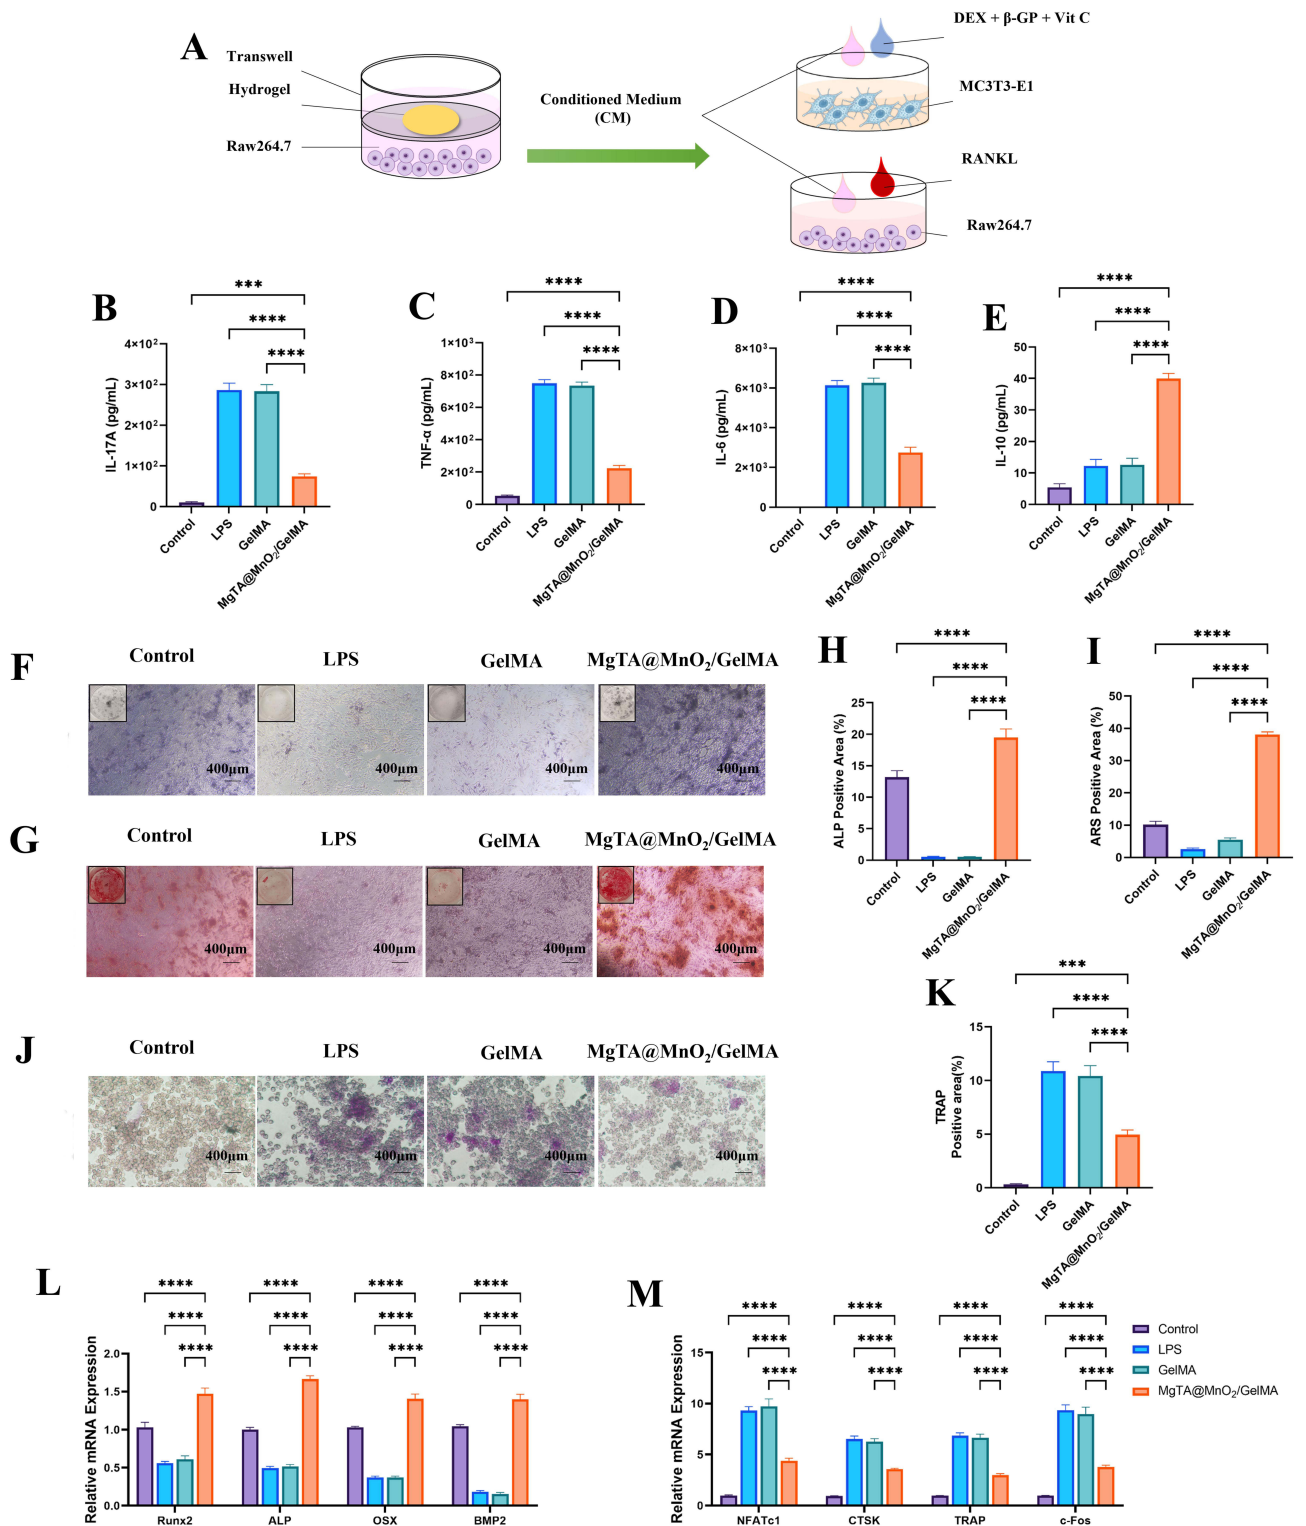 A
Transwell
Hydrogel
Raw264.7
Conditioned Medium
(CM)
DEX + β-GP + Vit C
MC3T3-E1
RANKL
Raw264.7
B
***
****
****
IL-17A (pg/mL)
4×10²
3×10²
2×10²
1×10²
0
Control
LPS
GelMA
MgTA@MnO₂/GelMA
C
****
****
****
TNF-α (pg/mL)
1×10³
8×10²
6×10²
4×10²
2×10²
0
Control
LPS
GelMA
MgTA@MnO₂/GelMA
D
****
****
****
IL-6 (pg/mL)
8×10³
6×10³
4×10³
2×10³
0
Control
LPS
GelMA
MgTA@MnO₂/GelMA
E
****
****
****
IL-10 (pg/mL)
50
40
30
20
10
0
Control
LPS
GelMA
MgTA@MnO₂/GelMA
F
Control
LPS
GelMA
MgTA@MnO₂/GelMA
400μm
400μm
400μm
400μm
G
Control
LPS
GelMA
MgTA@MnO₂/GelMA
400μm
400μm
400μm
400μm
H
****
****
****
ALP Positive Area (%)
25
20
15
10
5
0
Control
LPS
GelMA
MgTA@MnO₂/GelMA
I
****
****
****
ARS Positive Area (%)
50
40
30
20
10
0
Control
LPS
GelMA
MgTA@MnO₂/GelMA
J
Control
LPS
GelMA
MgTA@MnO₂/GelMA
400μm
400μm
400μm
400μm
K
***
****
****
TRAP
Positive area(%)
15
10
5
0
Control
LPS
GelMA
MgTA@MnO₂/GelMA
L
**** **** **** ****
**** **** **** ****
**** **** **** ****
Relative mRNA Expression
2.0
1.5
1.0
0.5
0.0
Runx2 ALP OSX BMP2
M
**** **** **** ****
**** **** **** ****
**** **** **** ****
Relative mRNA Expression
15
10
5
0
NFATc1 CTSK TRAP c-Fos
Control
LPS
GelMA
MgTA@MnO₂/GelMA